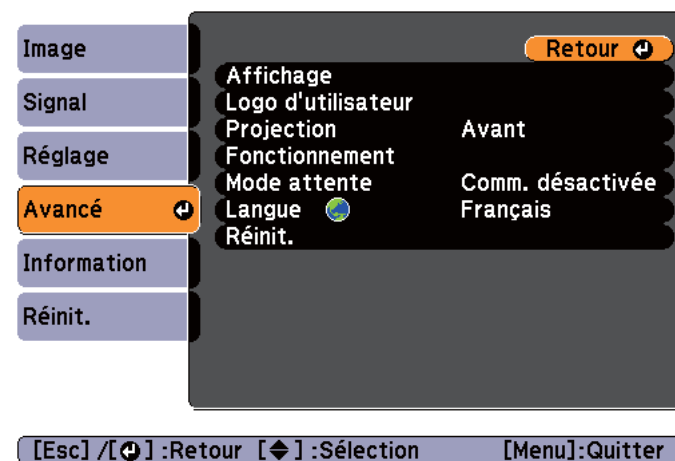 Image
Signal
Réglage
Avancé
Information
Réinit.
Retour
Affichage
Logo d'utilisateur
Projection Avant
Fonctionnement
Mode attente Comm. désactivée
Langue Français
Réinit.
[Esc] /[ ] :Retour [ ] :Sélection [Menu]:Quitter